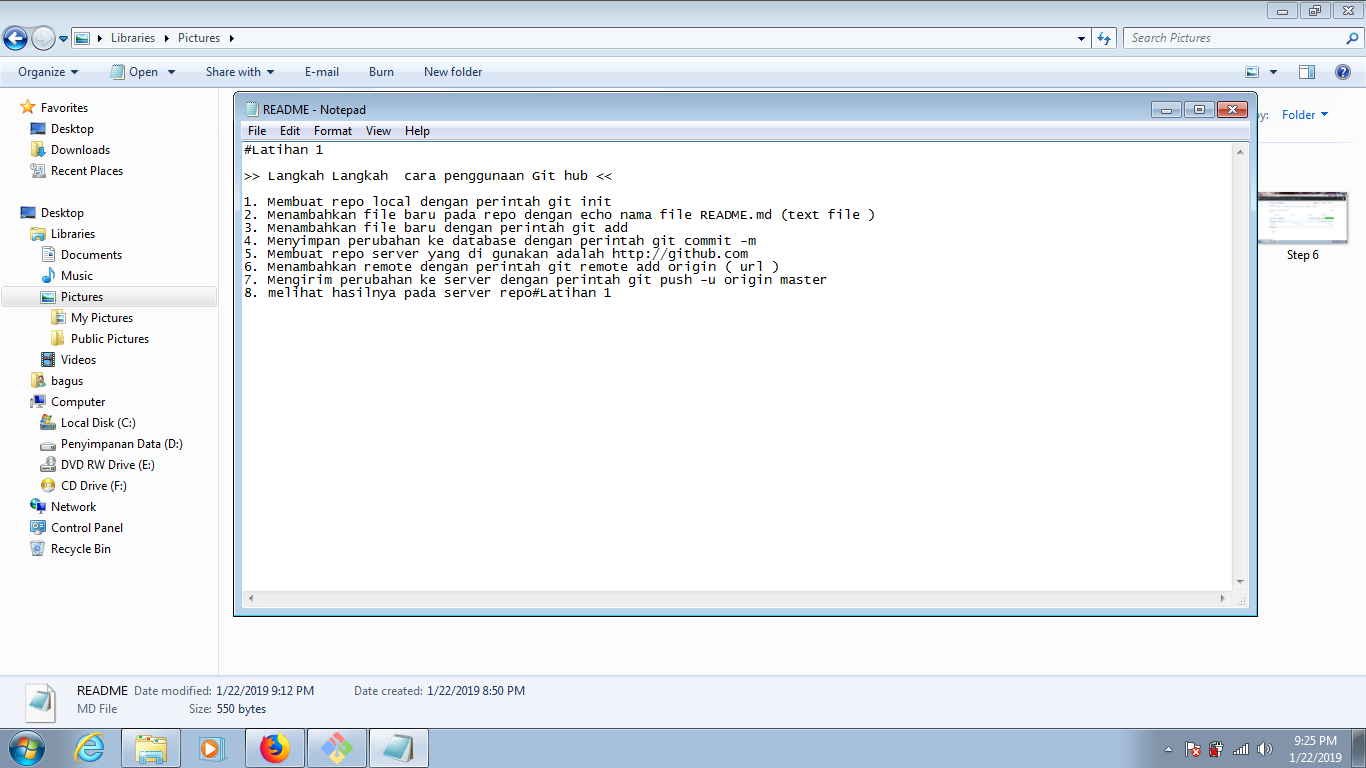 Libraries
Pictures
Search Pictures
Organize
Open
Share with
E-mail
Burn
New folder
Favorites
Desktop
Downloads
Recent Places
Desktop
Libraries
Documents
Music
Pictures
My Pictures
Public Pictures
Videos
bagus
Computer
Local Disk (C:)
Penyimpanan Data (D:)
DVD RW Drive (E:)
CD Drive (F:)
Network
Control Panel
Recycle Bin
README - Notepad
File Edit Format View Help
#Latihan 1
>> Langkah Langkah  cara penggunaan Git hub <<
1. Membuat repo local dengan perintah git init
2. Menambahkan file baru pada repo dengan echo nama file README.md (text file )
3. Menambahkan file baru dengan perintah git add
4. Menyimpan perubahan ke database dengan perintah git commit -m
5. Membuat repo server yang di gunakan adalah http://github.com
6. Menambahkan remote dengan perintah git remote add origin ( url )
7. Mengirim perubahan ke server dengan perintah git push -u origin master
8. melihat hasilnya pada server repo#Latihan 1
Folder
Step 6
README Date modified: 1/22/2019 9:12 PM Date created: 1/22/2019 8:50 PM
MD File Size: 550 bytes
9:25 PM
1/22/2019